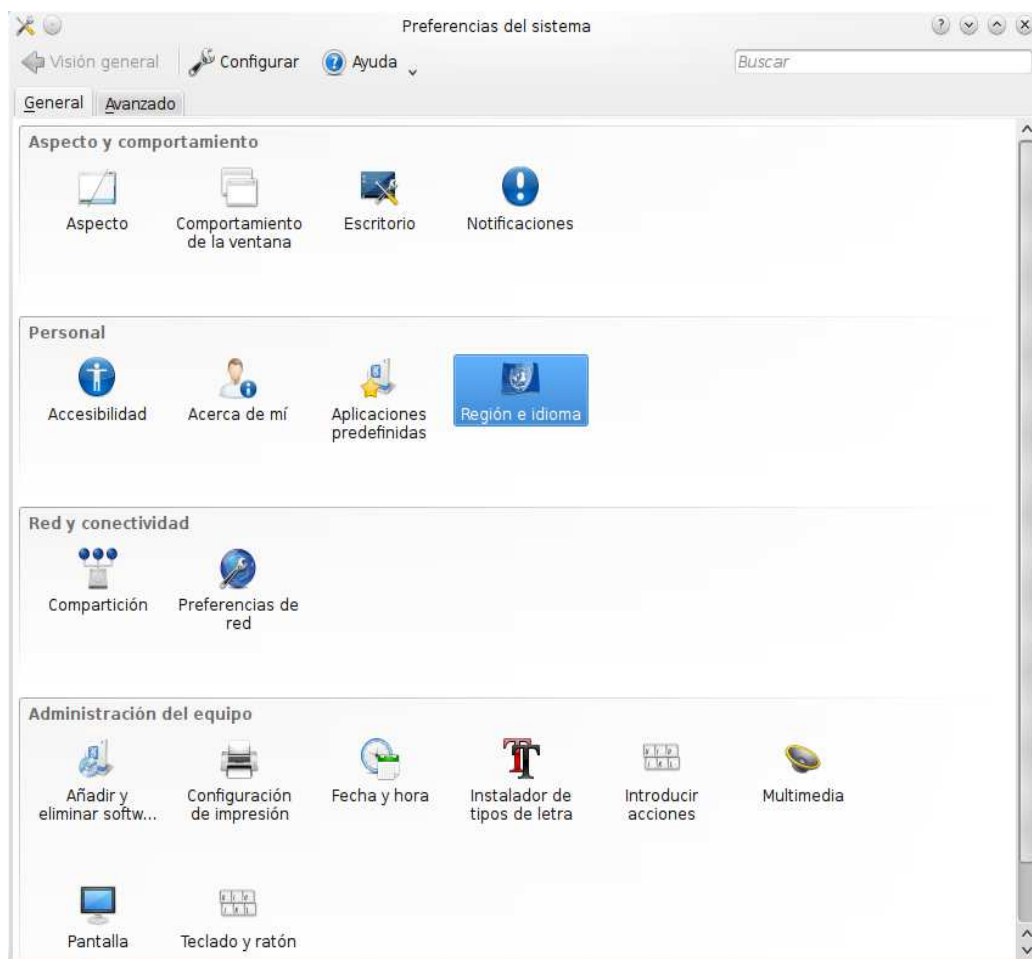 Preferencias del sistema
Visión general Configurar Ayuda Buscar
General Avanzado
Aspecto y comportamiento
Aspecto Comportamiento Escritorio Notificaciones
de la ventana
Personal
Accesibilidad Acerca de mí Aplicaciones Región e idioma
predefinidas
Red y conectividad
Compartición Preferencias de
red
Administración del equipo
Añadir y Configuración Fecha y hora Instalador de Introducir Multimedia
eliminar softw... de impresión tipos de letra acciones
Pantalla Teclado y ratón